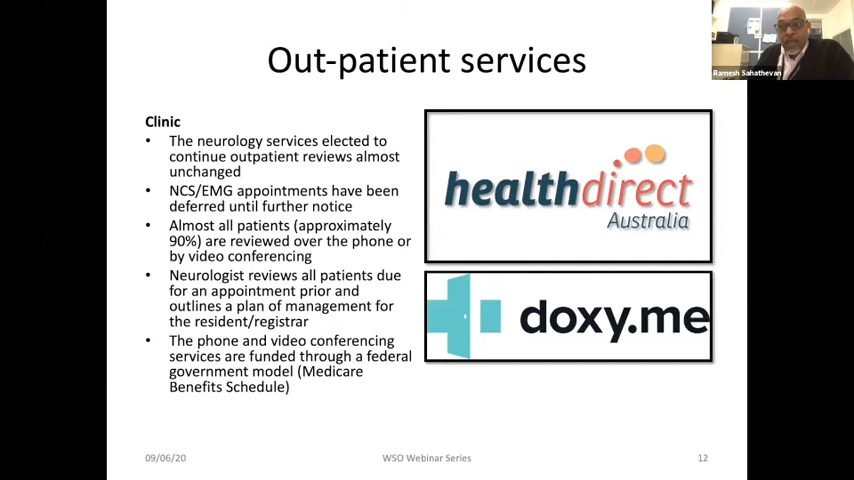 Out-patient services
Ramesh Sahathevan
Clinic
• The neurology services elected to
continue outpatient reviews almost
unchanged
• NCS/EMG appointments have been
deferred until further notice
• Almost all patients (approximately
90%) are reviewed over the phone or
by video conferencing
• Neurologist reviews all patients due
for an appointment prior and
outlines a plan of management for
the resident/registrar
• The phone and video conferencing
services are funded through a federal
government model (Medicare
Benefits Schedule)
healthdirect
Australia
doxy.me
09/06/20
WSO Webinar Series
12